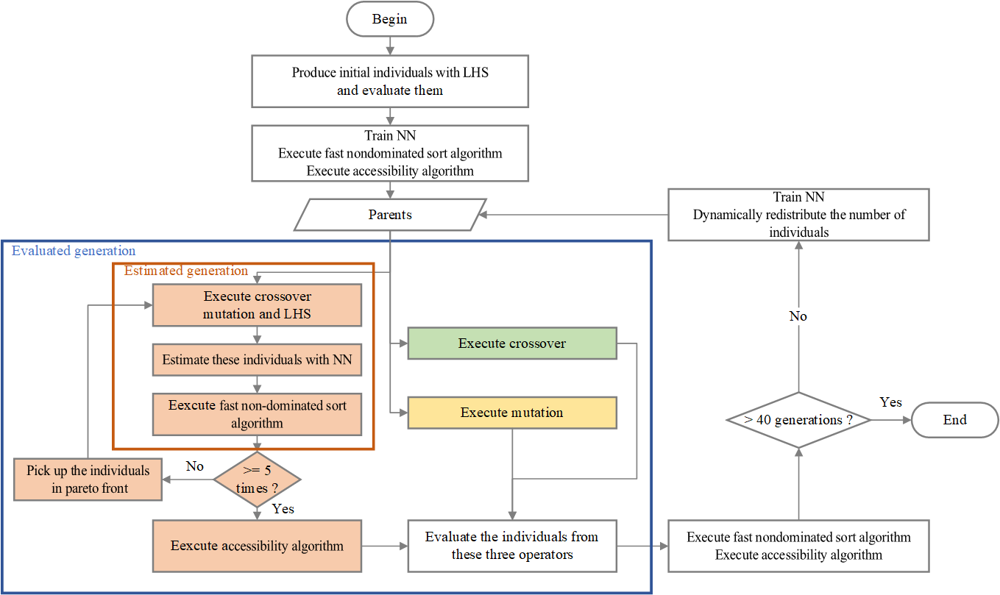 Begin
Produce initial individuals with LHS
and evaluate them
Train NN
Execute fast nondominated sort algorithm
Execute accessibility algorithm
Parents
Train NN
Dynamically redistribute the number of
individuals
Evaluated generation
Estimated generation
Execute crossover
mutation and LHS
Estimate these individuals with NN
Eexcute fast non-dominated sort
algorithm
>= 5
times ?
No
Pick up the individuals
in pareto front
Yes
Eexcute accessibility algorithm
Execute crossover
Execute mutation
Evaluate the individuals from
these three operators
Execute fast nondominated sort algorithm
Execute accessibility algorithm
> 40 generations ?
No
Yes
End